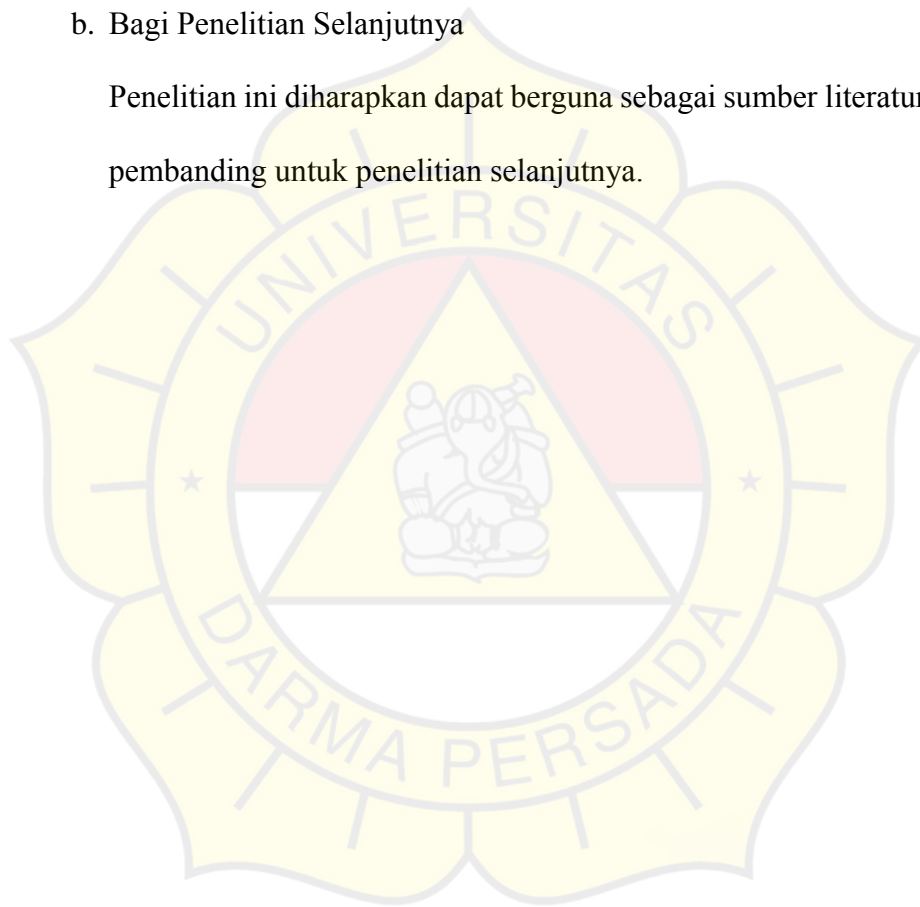 b. Bagi Penelitian Selanjutnya
Penelitian ini diharapkan dapat berguna sebagai sumber literatur
pembanding untuk penelitian selanjutnya.
UNIVERSITAS
DARMA PERSADA